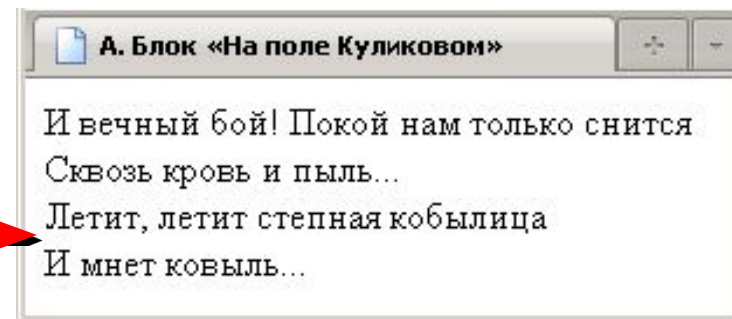 А. Блок «На поле Куликовом»
И вечный бой! Покой нам только снится
Сквозь кровь и пыль...
Летит, летит степная кобылица
И мнет ковыль...